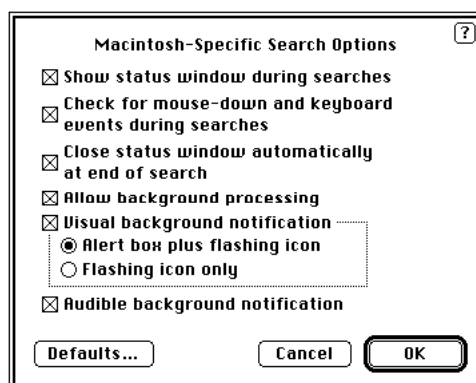 ?
Macintosh-Specific Search Options
Show status window during searches
Check for mouse-down and keyboard
events during searches
Close status window automatically
at end of search
Allow background processing
Visual background notification
Alert box plus flashing icon
Flashing icon only
Audible background notification
Defaults... Cancel OK